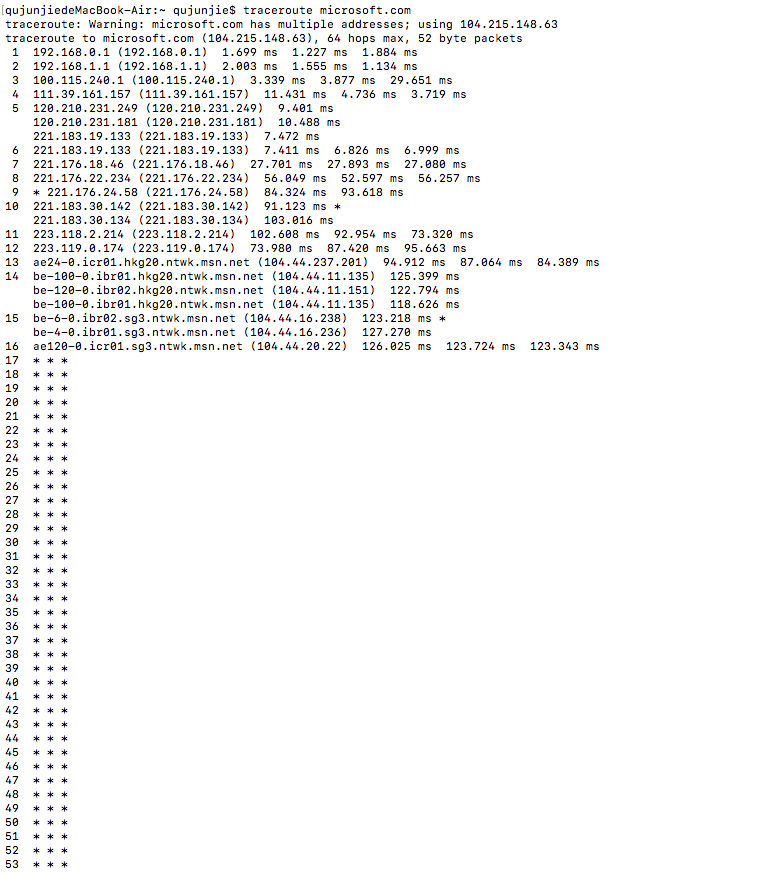 qujunjiedeMacBook-Air:~ qujunjie$ traceroute microsoft.com
traceroute: Warning: microsoft.com has multiple addresses; using 104.215.148.63
traceroute to microsoft.com (104.215.148.63), 64 hops max, 52 byte packets
 1  192.168.0.1 (192.168.0.1)  1.699 ms  1.227 ms  1.884 ms
 2  192.168.1.1 (192.168.1.1)  2.003 ms  1.555 ms  1.134 ms
 3  100.115.240.1 (100.115.240.1)  3.339 ms  3.877 ms  29.651 ms
 4  111.39.161.157 (111.39.161.157)  11.431 ms  4.736 ms  3.719 ms
 5  120.210.231.249 (120.210.231.249)  9.401 ms
    120.210.231.181 (120.210.231.181)  10.488 ms
    221.183.19.133 (221.183.19.133)  7.472 ms
 6  221.183.19.133 (221.183.19.133)  7.411 ms  6.826 ms  6.999 ms
 7  221.176.18.46 (221.176.18.46)  27.701 ms  27.893 ms  27.080 ms
 8  221.176.22.234 (221.176.22.234)  56.049 ms  52.597 ms  56.257 ms
 9  * 221.176.24.58 (221.176.24.58)  84.324 ms  93.618 ms
10  221.183.30.142 (221.183.30.142)  91.123 ms *
    221.183.30.134 (221.183.30.134)  103.016 ms
11  223.118.2.214 (223.118.2.214)  102.608 ms  92.954 ms  73.320 ms
12  223.119.0.174 (223.119.0.174)  73.980 ms  87.420 ms  95.663 ms
13  ae24-0.icr01.hkg20.ntwk.msn.net (104.44.237.201)  94.912 ms  87.064 ms  84.389 ms
14  be-100-0.ibr01.hkg20.ntwk.msn.net (104.44.11.135)  125.399 ms
    be-120-0.ibr02.hkg20.ntwk.msn.net (104.44.11.151)  122.794 ms
    be-100-0.ibr01.hkg20.ntwk.msn.net (104.44.11.135)  118.626 ms
15  be-6-0.ibr02.sg3.ntwk.msn.net (104.44.16.238)  123.218 ms *
    be-4-0.ibr01.sg3.ntwk.msn.net (104.44.16.236)  127.270 ms
16  ae120-0.icr01.sg3.ntwk.msn.net (104.44.20.22)  126.025 ms  123.724 ms  123.343 ms
17  * * *
18  * * *
19  * * *
20  * * *
21  * * *
22  * * *
23  * * *
24  * * *
25  * * *
26  * * *
27  * * *
28  * * *
29  * * *
30  * * *
31  * * *
32  * * *
33  * * *
34  * * *
35  * * *
36  * * *
37  * * *
38  * * *
39  * * *
40  * * *
41  * * *
42  * * *
43  * * *
44  * * *
45  * * *
46  * * *
47  * * *
48  * * *
49  * * *
50  * * *
51  * * *
52  * * *
53  * * *